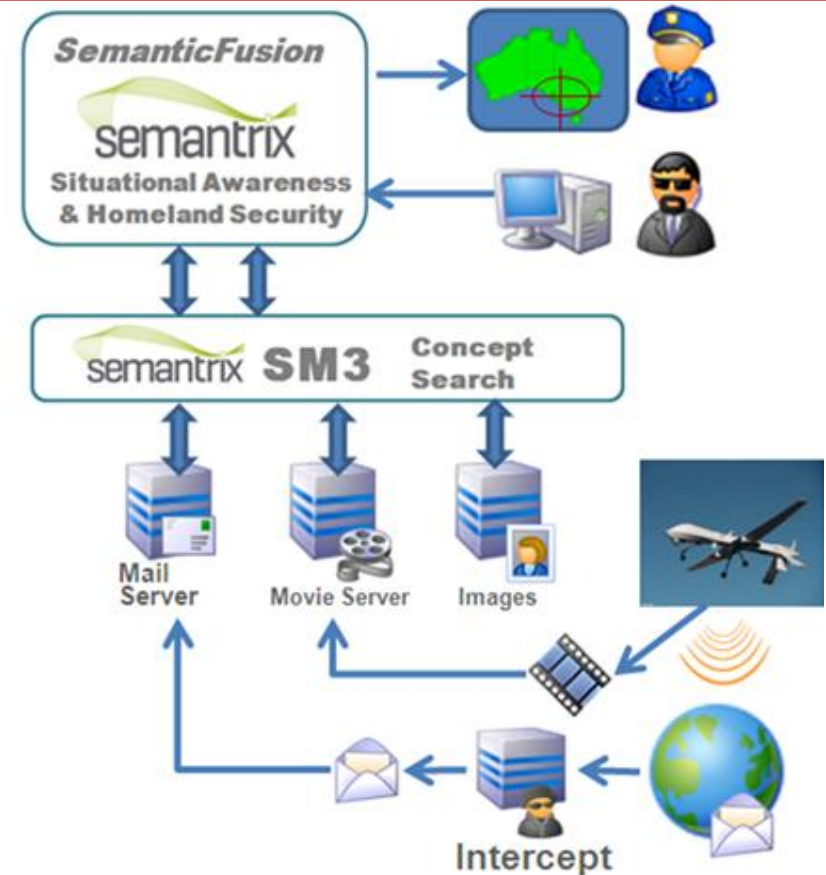 SemanticFusion
semantrix
Situational Awareness
& Homeland Security
semantrix SM3 Concept
Search
Mail
Server
Movie Server
Images
Intercept